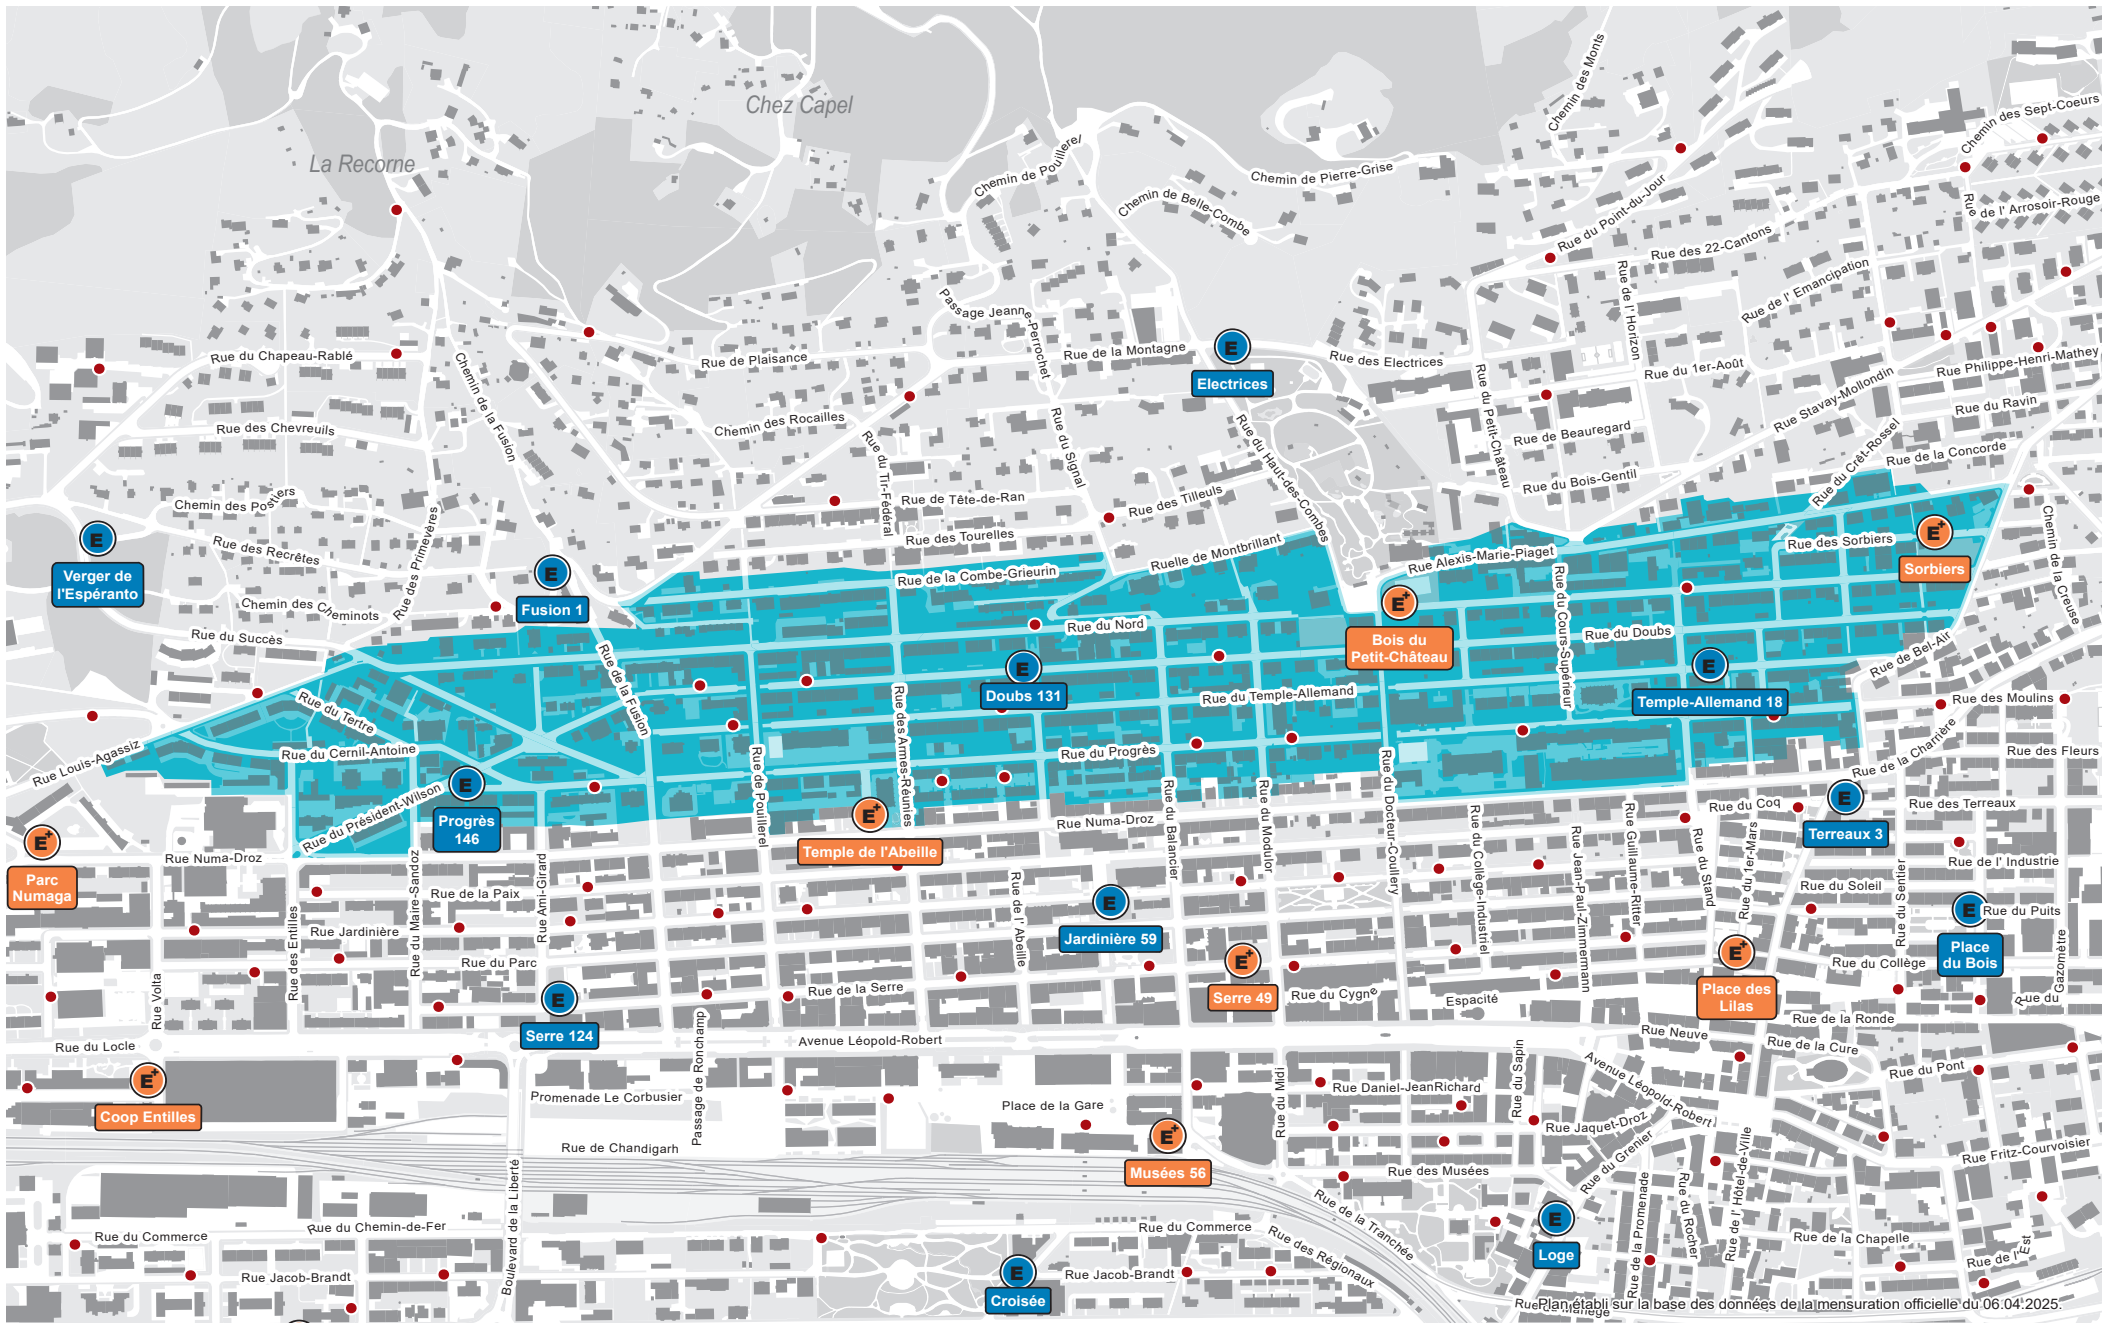 Chez Capel
La Recorne
Chemin des Monts
Chemin des Sept-Coeurs
Chemin de Pouillerel
Chemin de Pierre-Grise
Chemin de Belle-Combe
Rue du Point-du-Jour
Rue de l' Arrosoir-Rouge
Rue des 22-Cantons
Rue de l' Emancipation
Rue de l' Horizon
Passage Jeanne-Perrochet
Rue du Chapeau-Rablé
Chemin de la Fusion
Rue de Plaisance
Rue de la Montagne
E
Electrices
Rue des Electrices
Rue du Petit-Château
Rue du 1er-Août
Rue Philippe-Henri-Mathey
Rue Stavay-Mollondin
Rue du Ravin
Rue des Chevreuils
Chemin des Rocailles
Rue du Tir-Fédéral
Rue du Signal
Rue du Haut-des-Combes
Rue de Beauregard
Rue du Crêt-Rossel
Rue de la Concorde
Rue du Bois-Gentil
Chemin des Postiers
Rue des Primevères
Rue de Tête-de-Ran
Rue des Tilleuls
Rue des Tourelles
Chemin de la Creuse
E
Verger de
l'Espéranto
Rue des Recrêtes
Chemin des Cheminots
Rue du Succès
E
Fusion 1
Rue de la Combe-Grieurin
Ruelle de Montbrillant
Rue Alexis-Marie-Piaget
Rue des Sorbiers
E+
Sorbiers
Rue du Cours-Supérieur
E+
Bois du
Petit-Château
Rue du Nord
Rue du Doubs
Rue de Bel-Air
Rue de la Fusion
E
Doubs 131
Rue du Temple-Allemand
E
Temple-Allemand 18
Rue des Moulins
Rue du Tertre
Rue des Armes-Réunies
Rue Louis-Agassiz
Rue du Cernil-Antoine
Rue du Progrès
Rue de la Charrière
Rue des Fleurs
Rue de Pouillerel
Rue du Balancier
Rue du Modulor
Rue du Docteur-Coullery
E
Progrès
146
Rue du Président-Wilson
E+
Temple de l'Abeille
Rue Numa-Droz
Rue du Collège-Industriel
Rue Jean-Paul-Zimmermann
Rue Guillaume-Ritter
Rue du Stand
Rue du Coq
Rue du 1er-Mars
E
Terreaux 3
Rue des Terreaux
E+
Parc
Numaga
Rue Numa-Droz
Rue de l' Industrie
Rue de la Paix
Rue du Maire-Sandoz
Rue Ami-Girard
Rue du Soleil
Rue du Sentier
E
Place
du Bois
Rue du Puits
Rue des Entilles
Rue Jardinière
Rue de l'Abeille
E
Jardinière 59
Rue du Parc
E+
Serre 49
E+
Place des
Lilas
Rue du Collège
Rue du Gazomètre
Rue Volta
E
Serre 124
Rue de la Serre
Rue du Cygne
Espacité
Rue de la Ronde
Rue du Locle
Passage de Ronchamp
Avenue Léopold-Robert
Rue Neuve
Rue de la Cure
Rue du Pont
E+
Coop Entilles
Promenade Le Corbusier
Place de la Gare
Rue du Midi
Rue Daniel-JeanRichard
Rue du Sapin
Avenue Léopold-Robert
Rue Jaquet-Droz
Rue de Chandigarh
E+
Musées 56
Rue des Musées
Rue du Grenier
Rue de l' Hôtel-de-Ville
Rue Fritz-Courvoisier
Boulevard de la Liberté
Rue de la Tranchée
Rue de la Promenade
Rue du Rocher
E
Loge
Rue du Commerce
Rue du Chemin-de-Fer
Rue du Commerce
Rue des Régionaux
Rue de la Chapelle
Rue de l' Est
Rue Jacob-Brandt
E
Croisée
Rue Jacob-Brandt
Plan établi sur la base des données de la mensuration officielle du 06.04.2025.